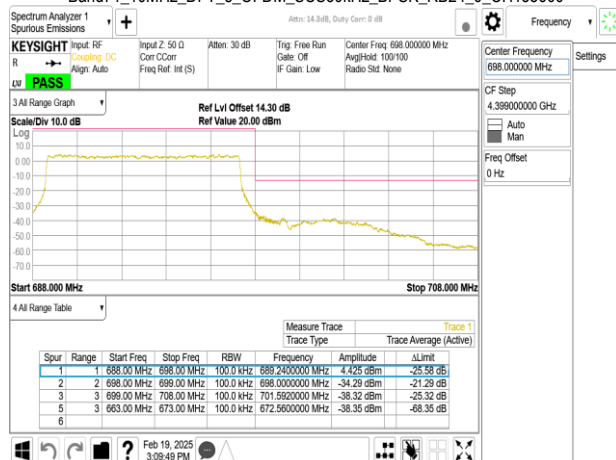 Spectrum Analyzer 1
Spurious Emissions
Attn: 14.3dB, Duty Corr: 0 dB
Frequency
KEYSIGHT Input: RF Input Z: 50 Ω Atten: 30 dB Trig: Free Run Center Freq: 698.000000 MHz
R Coupling: DC Corr CCorr Gate: Off Avg|Hold: 100/100
Align: Auto Freq Ref: Int (S) IF Gain: Low Radio Std: None
LXI PASS
Center Frequency
698.000000 MHz
Settings
CF Step
4.399000000 GHz
Auto
Man
Freq Offset
0 Hz
3 All Range Graph
Ref Lvl Offset 14.30 dB
Scale/Div 10.0 dB Ref Value 20.00 dBm
Log
10.0
0.00
-10.0
-20.0
-30.0
-40.0
-50.0
-60.0
-70.0
Start 688.000 MHz Stop 708.000 MHz
4 All Range Table
Measure Trace Trace 1
Trace Type Trace Average (Active)
Spur Range Start Freq Stop Freq RBW Frequency Amplitude ΔLimit
1 1 688.00 MHz 698.00 MHz 100.0 kHz 689.2400000 MHz 4.425 dBm -25.58 dB
2 2 698.00 MHz 699.00 MHz 100.0 kHz 698.0000000 MHz -34.29 dBm -21.29 dB
3 3 699.00 MHz 708.00 MHz 100.0 kHz 701.5920000 MHz -38.32 dBm -25.32 dB
5 3 663.00 MHz 673.00 MHz 100.0 kHz 672.5600000 MHz -38.35 dBm -68.35 dB
6
Feb 19, 2025
3:09:49 PM